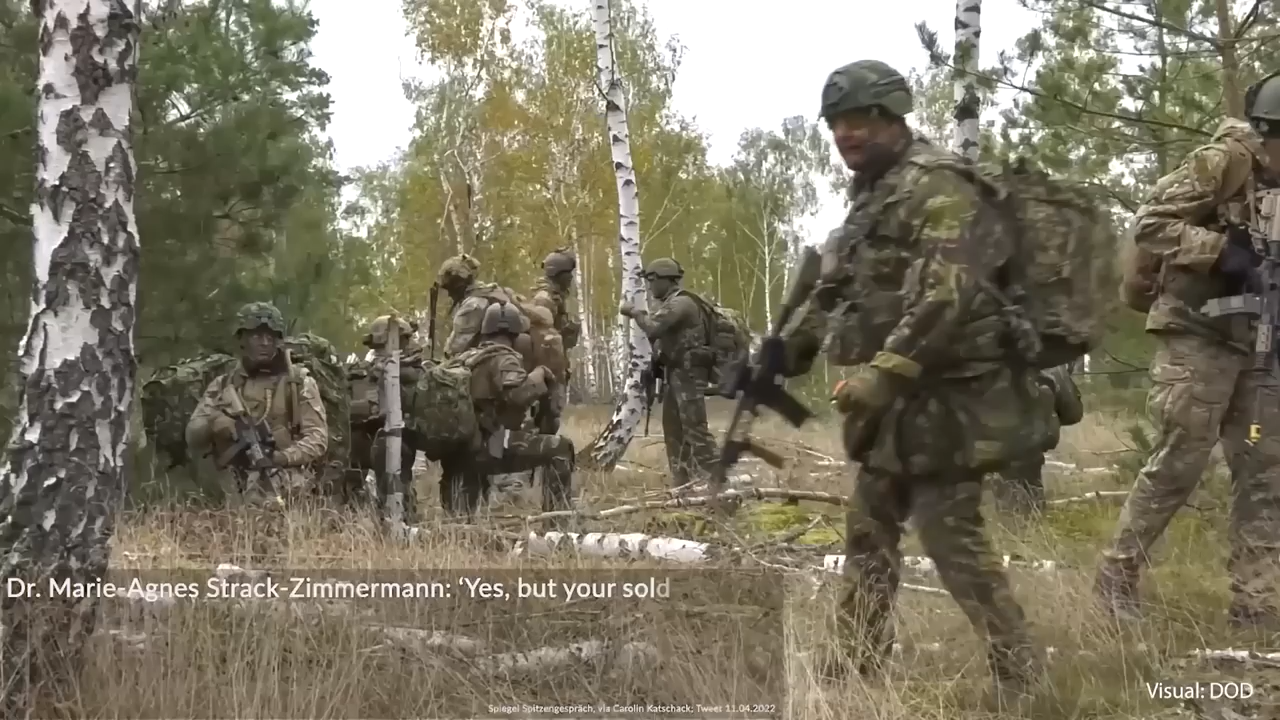 Dr. Marie-Agnes Strack-Zimmermann: ‘Yes, but your sold
Spiegel Spitzengespräch, via Carolin Katschack; Tweet 11.04.2022
Visual: DOD